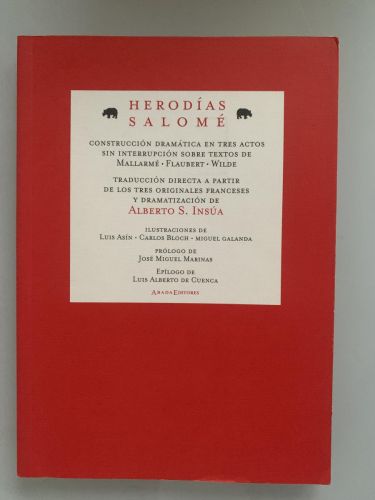 HERODÍAS
SALOMÉ
CONSTRUCCIÓN DRAMÁTICA EN TRES ACTOS
SIN INTERRUPCIÓN SOBRE TEXTOS DE
MALLARMÉ · FLAUBERT · WILDE
TRADUCCIÓN DIRECTA A PARTIR
DE LOS TRES ORIGINALES FRANCESES
Y DRAMATIZACIÓN DE
ALBERTO S. INSÚA
ILUSTRACIONES DE
LUIS ASÍN · CARLOS BLOCH · MIGUEL GALANDA
PRÓLOGO DE
JOSÉ MIGUEL MARINAS
EPÍLOGO DE
LUIS ALBERTO DE CUENCA
ABADA EDITORES